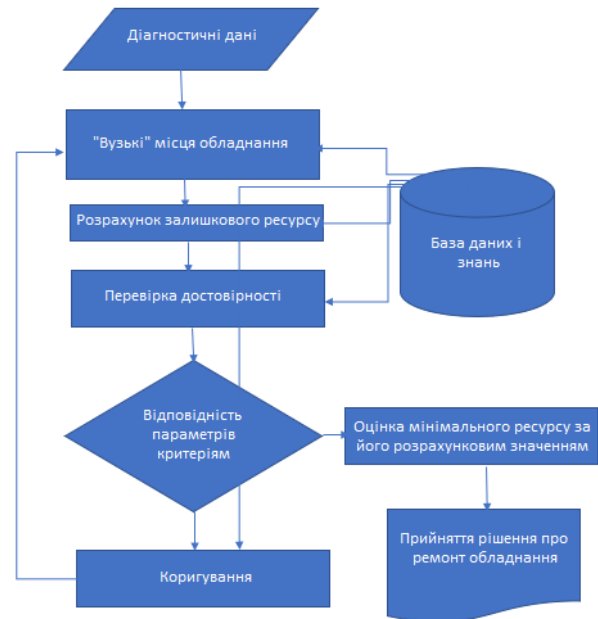 Діагностичні дані
"Вузькі" місця обладнання
Розрахунок залишкового ресурсу
База даних і
знань
Перевірка достовірності
Відповідність
параметрів
критеріям
Оцінка мінімального ресурсу за
його розрахунковим значенням
Прийняття рішення про
ремонт обладнання
Коригування